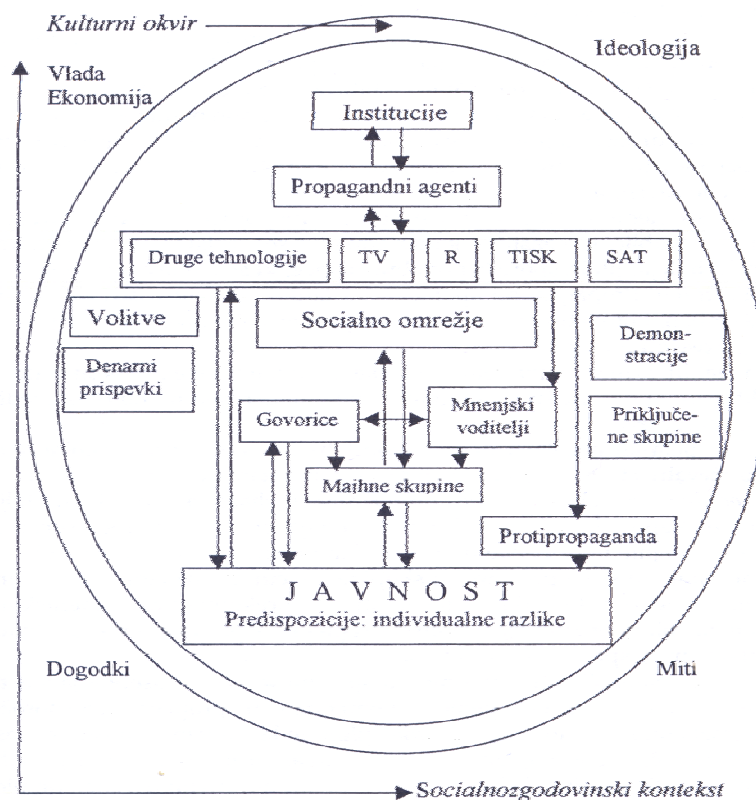 Kulturni okvir
Ideologija
Vlada
Ekonomija
Institucije
Propagandni agenti
Druge tehnologije
TV
R
TISK
SAT
Volitve
Socialno omrežje
Demon-
stracije
Denarni
prispevki
Govorice
Mnenjski
voditelji
Priključe-
ne skupine
Majhne skupine
Protipropaganda
J A V N O S T
Predispozicije: individualne razlike
Dogodki
Miti
Socialnozgodovinski kontekst